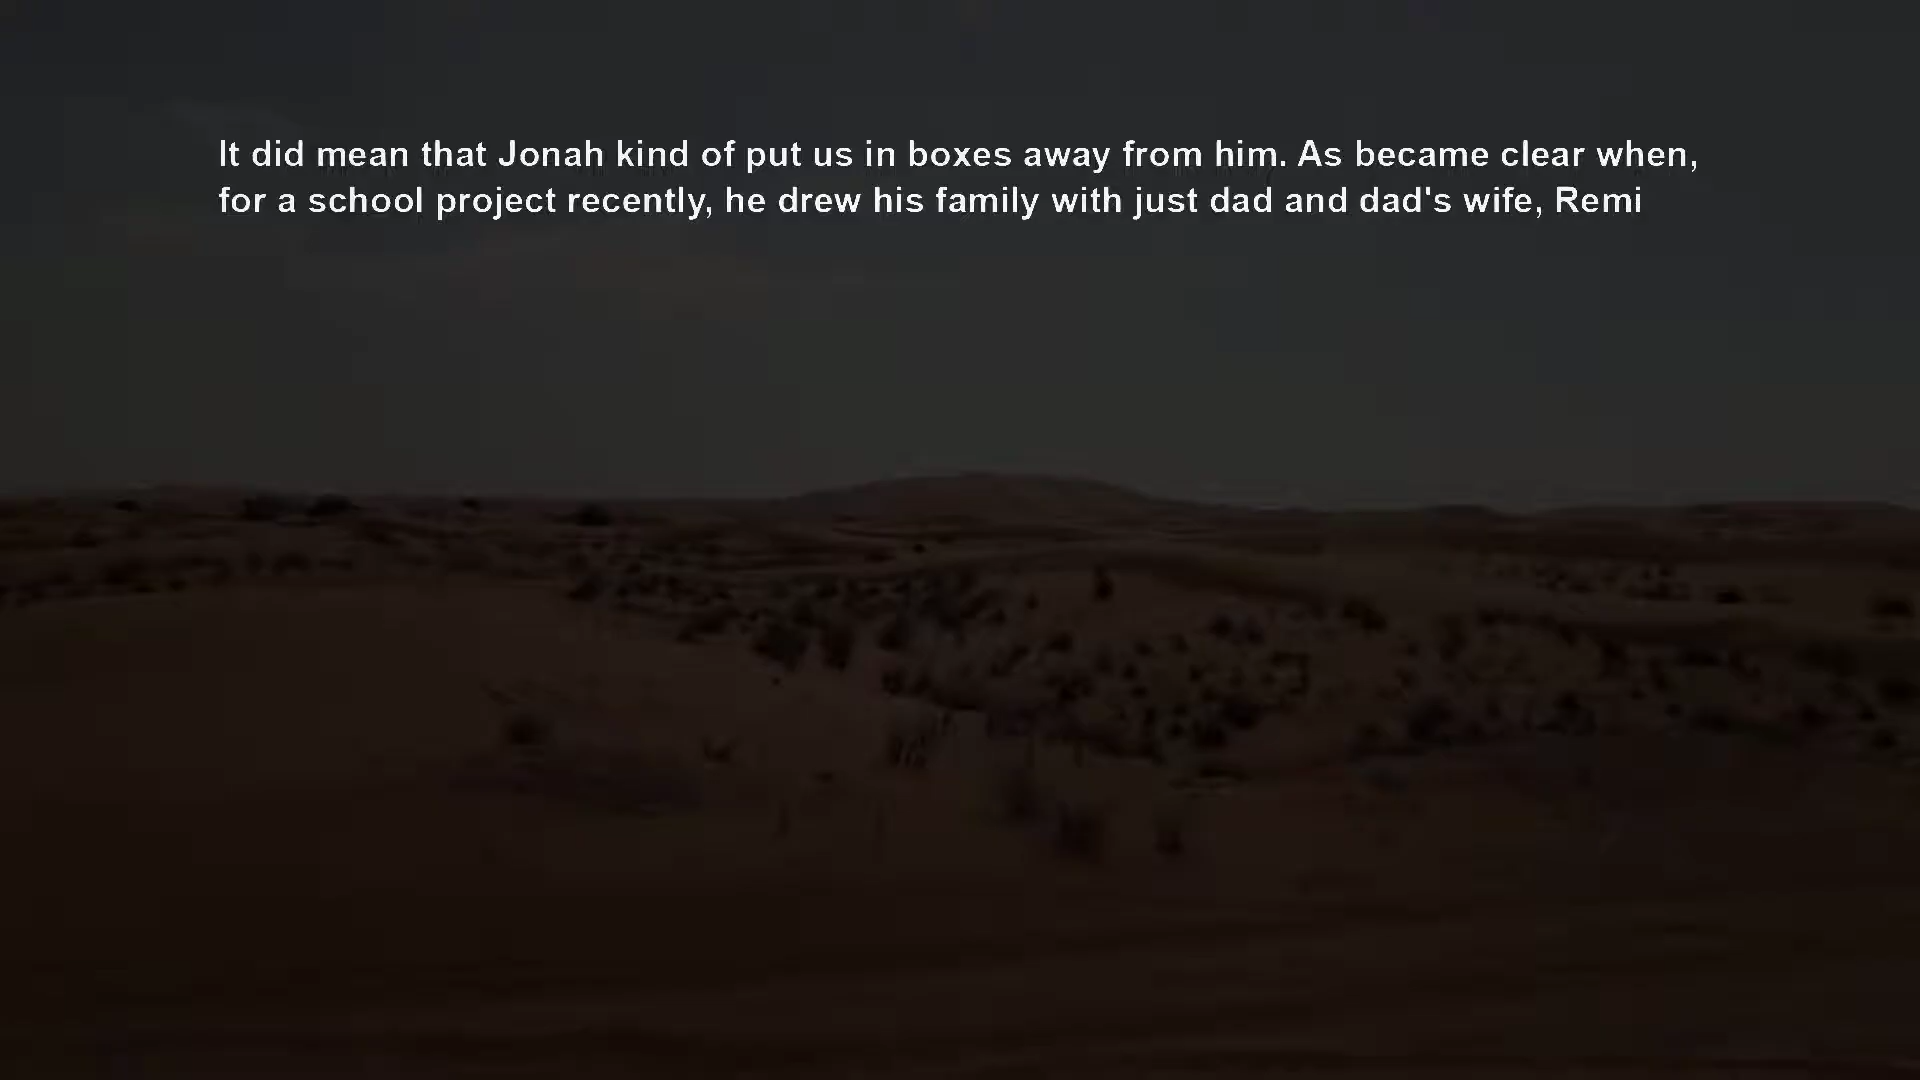 It did mean that Jonah kind of put us in boxes away from him. As became clear when,
for a school project recently, he drew his family with just dad and dad's wife, Remi